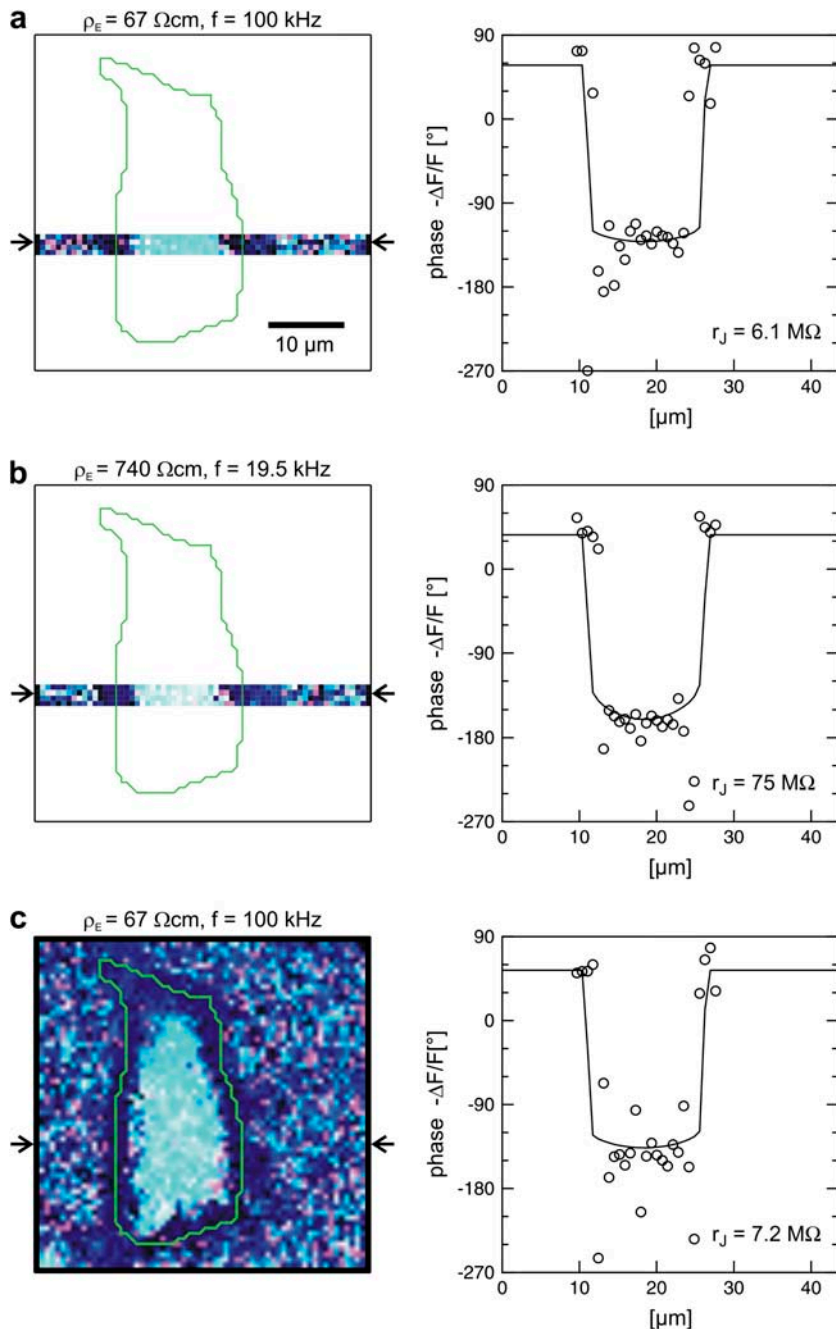 a
ρE = 67 Ωcm, f = 100 kHz
10 µm
90
0
-90
-180
-270
phase -ΔF/F [°]
rJ = 6.1 MΩ
0 10 20 30 40
[µm]
b
ρE = 740 Ωcm, f = 19.5 kHz
90
0
-90
-180
-270
phase -ΔF/F [°]
rJ = 75 MΩ
0 10 20 30 40
[µm]
c
ρE = 67 Ωcm, f = 100 kHz
90
0
-90
-180
-270
phase -ΔF/F[°]
rJ = 7.2 MΩ
0 10 20 30 40
[µm]